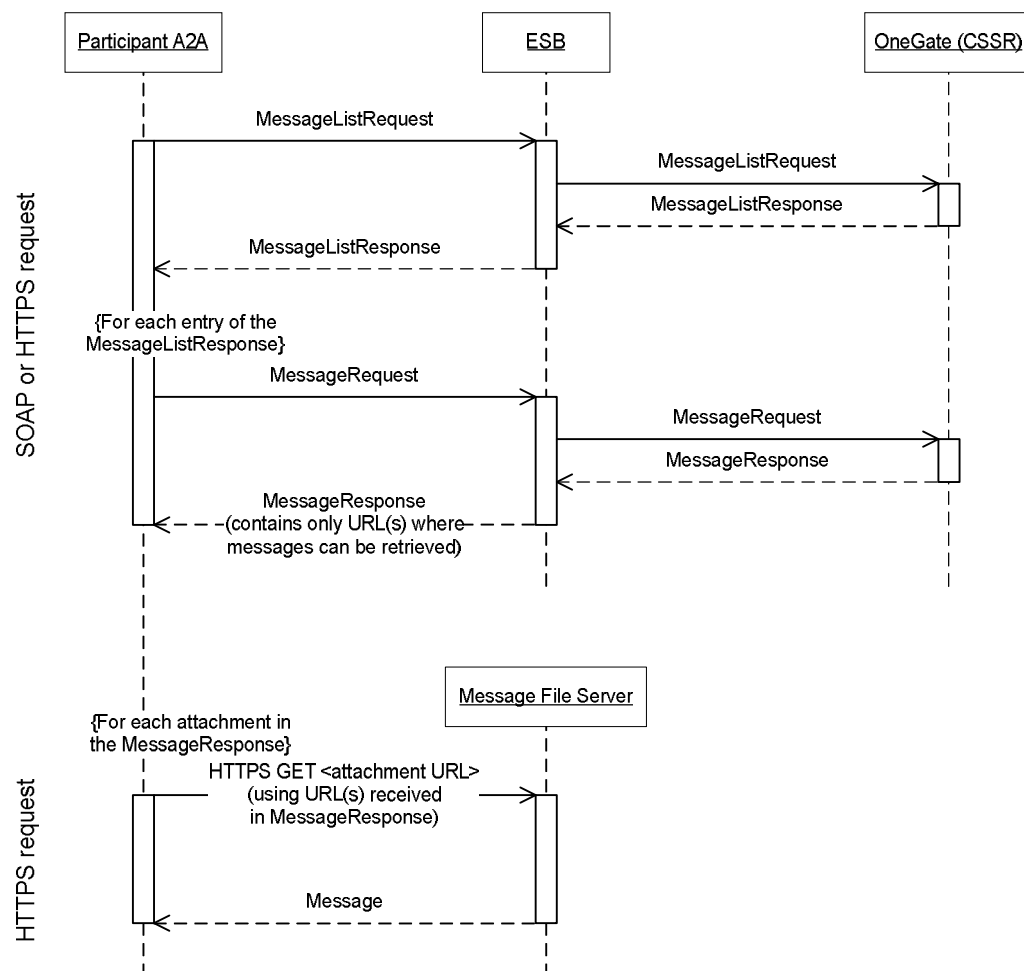 Participant A2A
ESB
OneGate (CSSR)
MessageListRequest
MessageListRequest
MessageListResponse
MessageListResponse
SOAP or HTTPS request
{For each entry of the
MessageListResponse}
MessageRequest
MessageRequest
MessageResponse
MessageResponse
(contains only URL(s) where
messages can be retrieved)
Message File Server
{For each attachment in
the MessageResponse}
HTTPS GET <attachment URL>
(using URL(s) received
in MessageResponse)
HTTPS request
Message